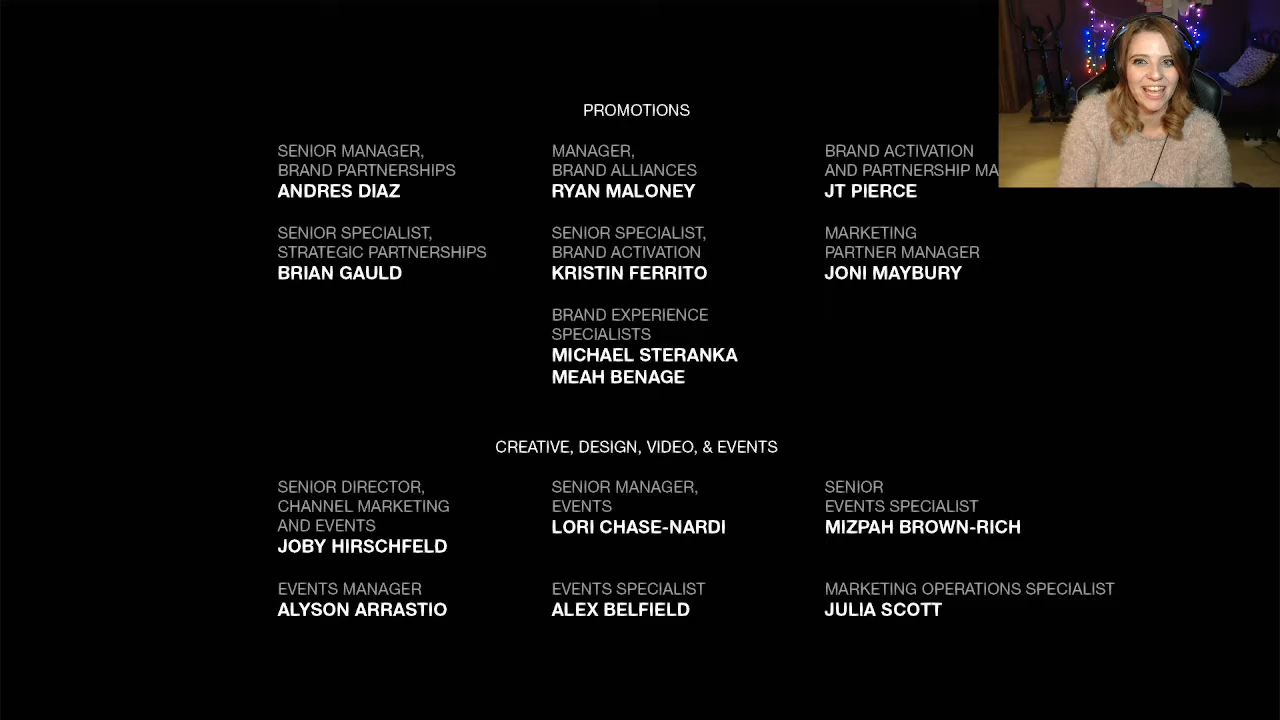 PROMOTIONS
SENIOR MANAGER,
BRAND PARTNERSHIPS
ANDRES DIAZ
MANAGER,
BRAND ALLIANCES
RYAN MALONEY
BRAND ACTIVATION
AND PARTNERSHIP MA
JT PIERCE
SENIOR SPECIALIST,
STRATEGIC PARTNERSHIPS
BRIAN GAULD
SENIOR SPECIALIST,
BRAND ACTIVATION
KRISTIN FERRITO
MARKETING
PARTNER MANAGER
JONI MAYBURY
BRAND EXPERIENCE
SPECIALISTS
MICHAEL STERANKA
MEAH BENAGE
CREATIVE, DESIGN, VIDEO, & EVENTS
SENIOR DIRECTOR,
CHANNEL MARKETING
AND EVENTS
JOBY HIRSCHFELD
SENIOR MANAGER,
EVENTS
LORI CHASE-NARDI
SENIOR
EVENTS SPECIALIST
MIZPAH BROWN-RICH
EVENTS MANAGER
ALYSON ARRASTIO
EVENTS SPECIALIST
ALEX BELFIELD
MARKETING OPERATIONS SPECIALIST
JULIA SCOTT